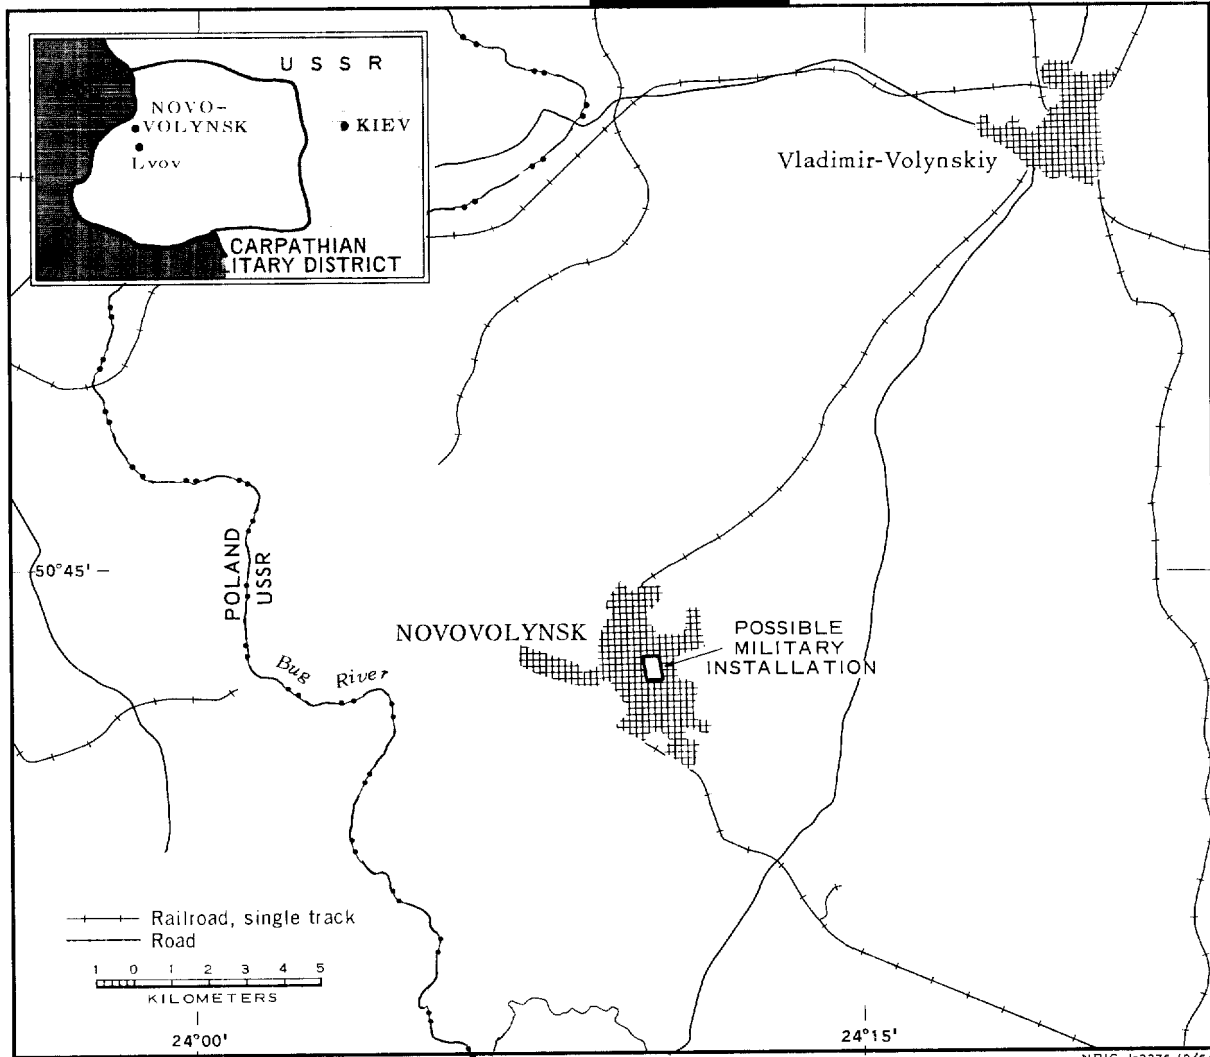 U S S R
NOVO-
VOLYNSK
KIEV
Lvov
CARPATHIAN
ITARY DISTRICT
Vladimir-Volynskiy
50°45'
POLAND
USSR
NOVOVOLYNSK
POSSIBLE
MILITARY
INSTALLATION
Bug River
Railroad, single track
Road
1 0 1 2 3 4 5
KILOMETERS
24°00'
24°15'